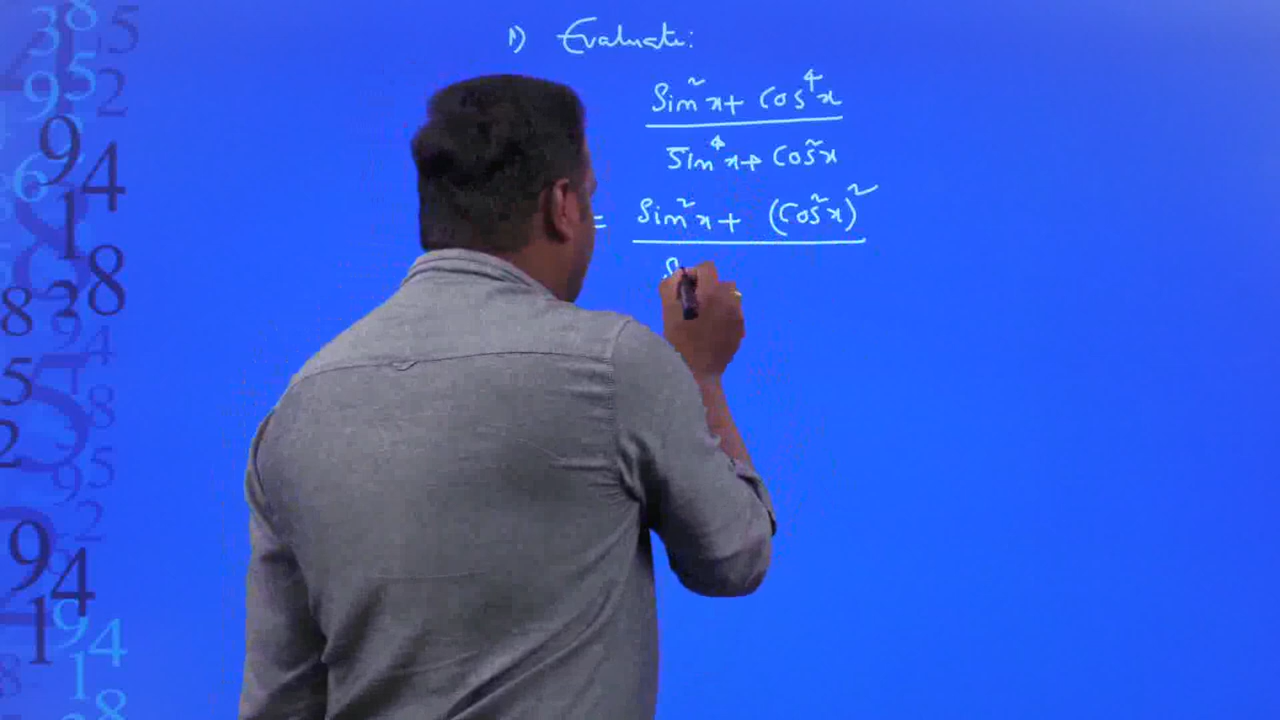 1) Evaluate:
Sin²x + Cos⁴x
Sin⁴x + Cos²x
= Sin²x + (Cos²x)²
S